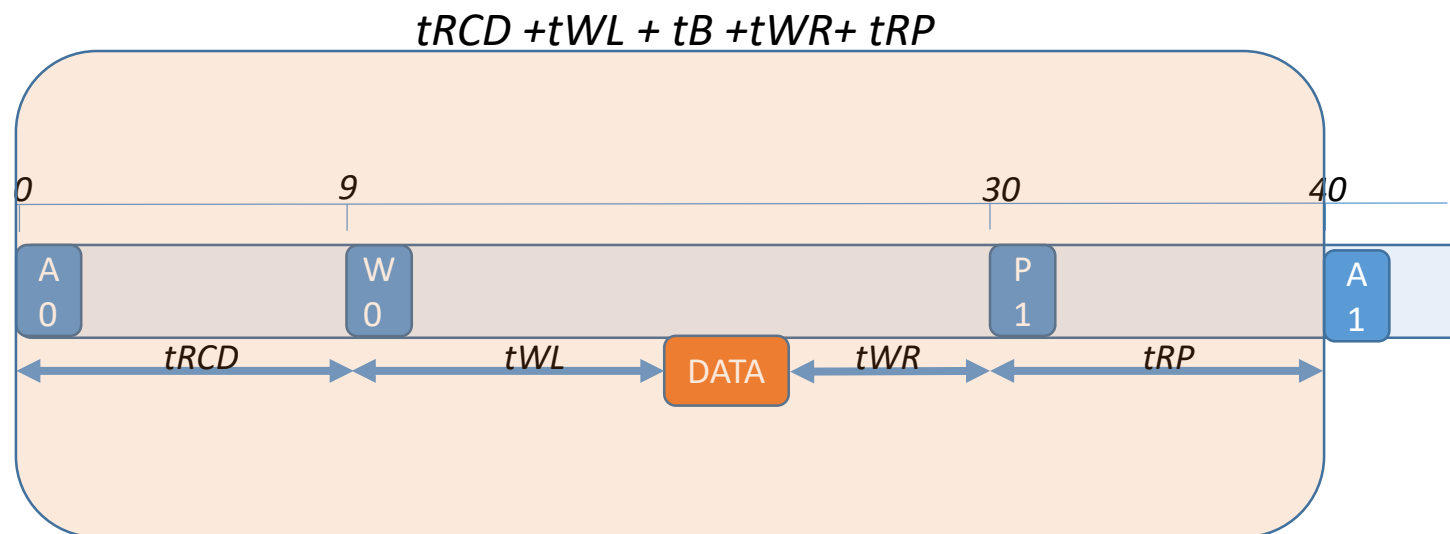 tRCD +tWL + tB +tWR+ tRP
0 9 30 40
A W P A
0 0 1 1
tRCD tWL DATA tWR tRP